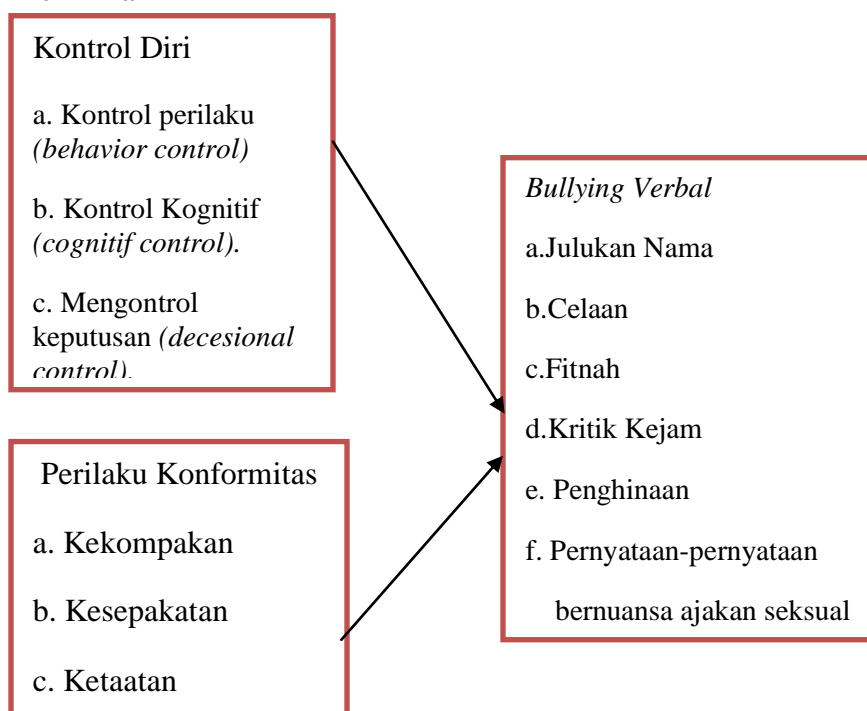 Kontrol Diri
a. Kontrol perilaku
(behavior control)
b. Kontrol Kognitif
(cognitif control).
c. Mengontrol
keputusan (decesional
control).
Perilaku Konformitas
a. Kekompakan
b. Kesepakatan
c. Ketaatan
Bullying Verbal
a.Julukan Nama
b.Celaan
c.Fitnah
d.Kritik Kejam
e. Penghinaan
f. Pernyataan-pernyataan
bernuansa ajakan seksual